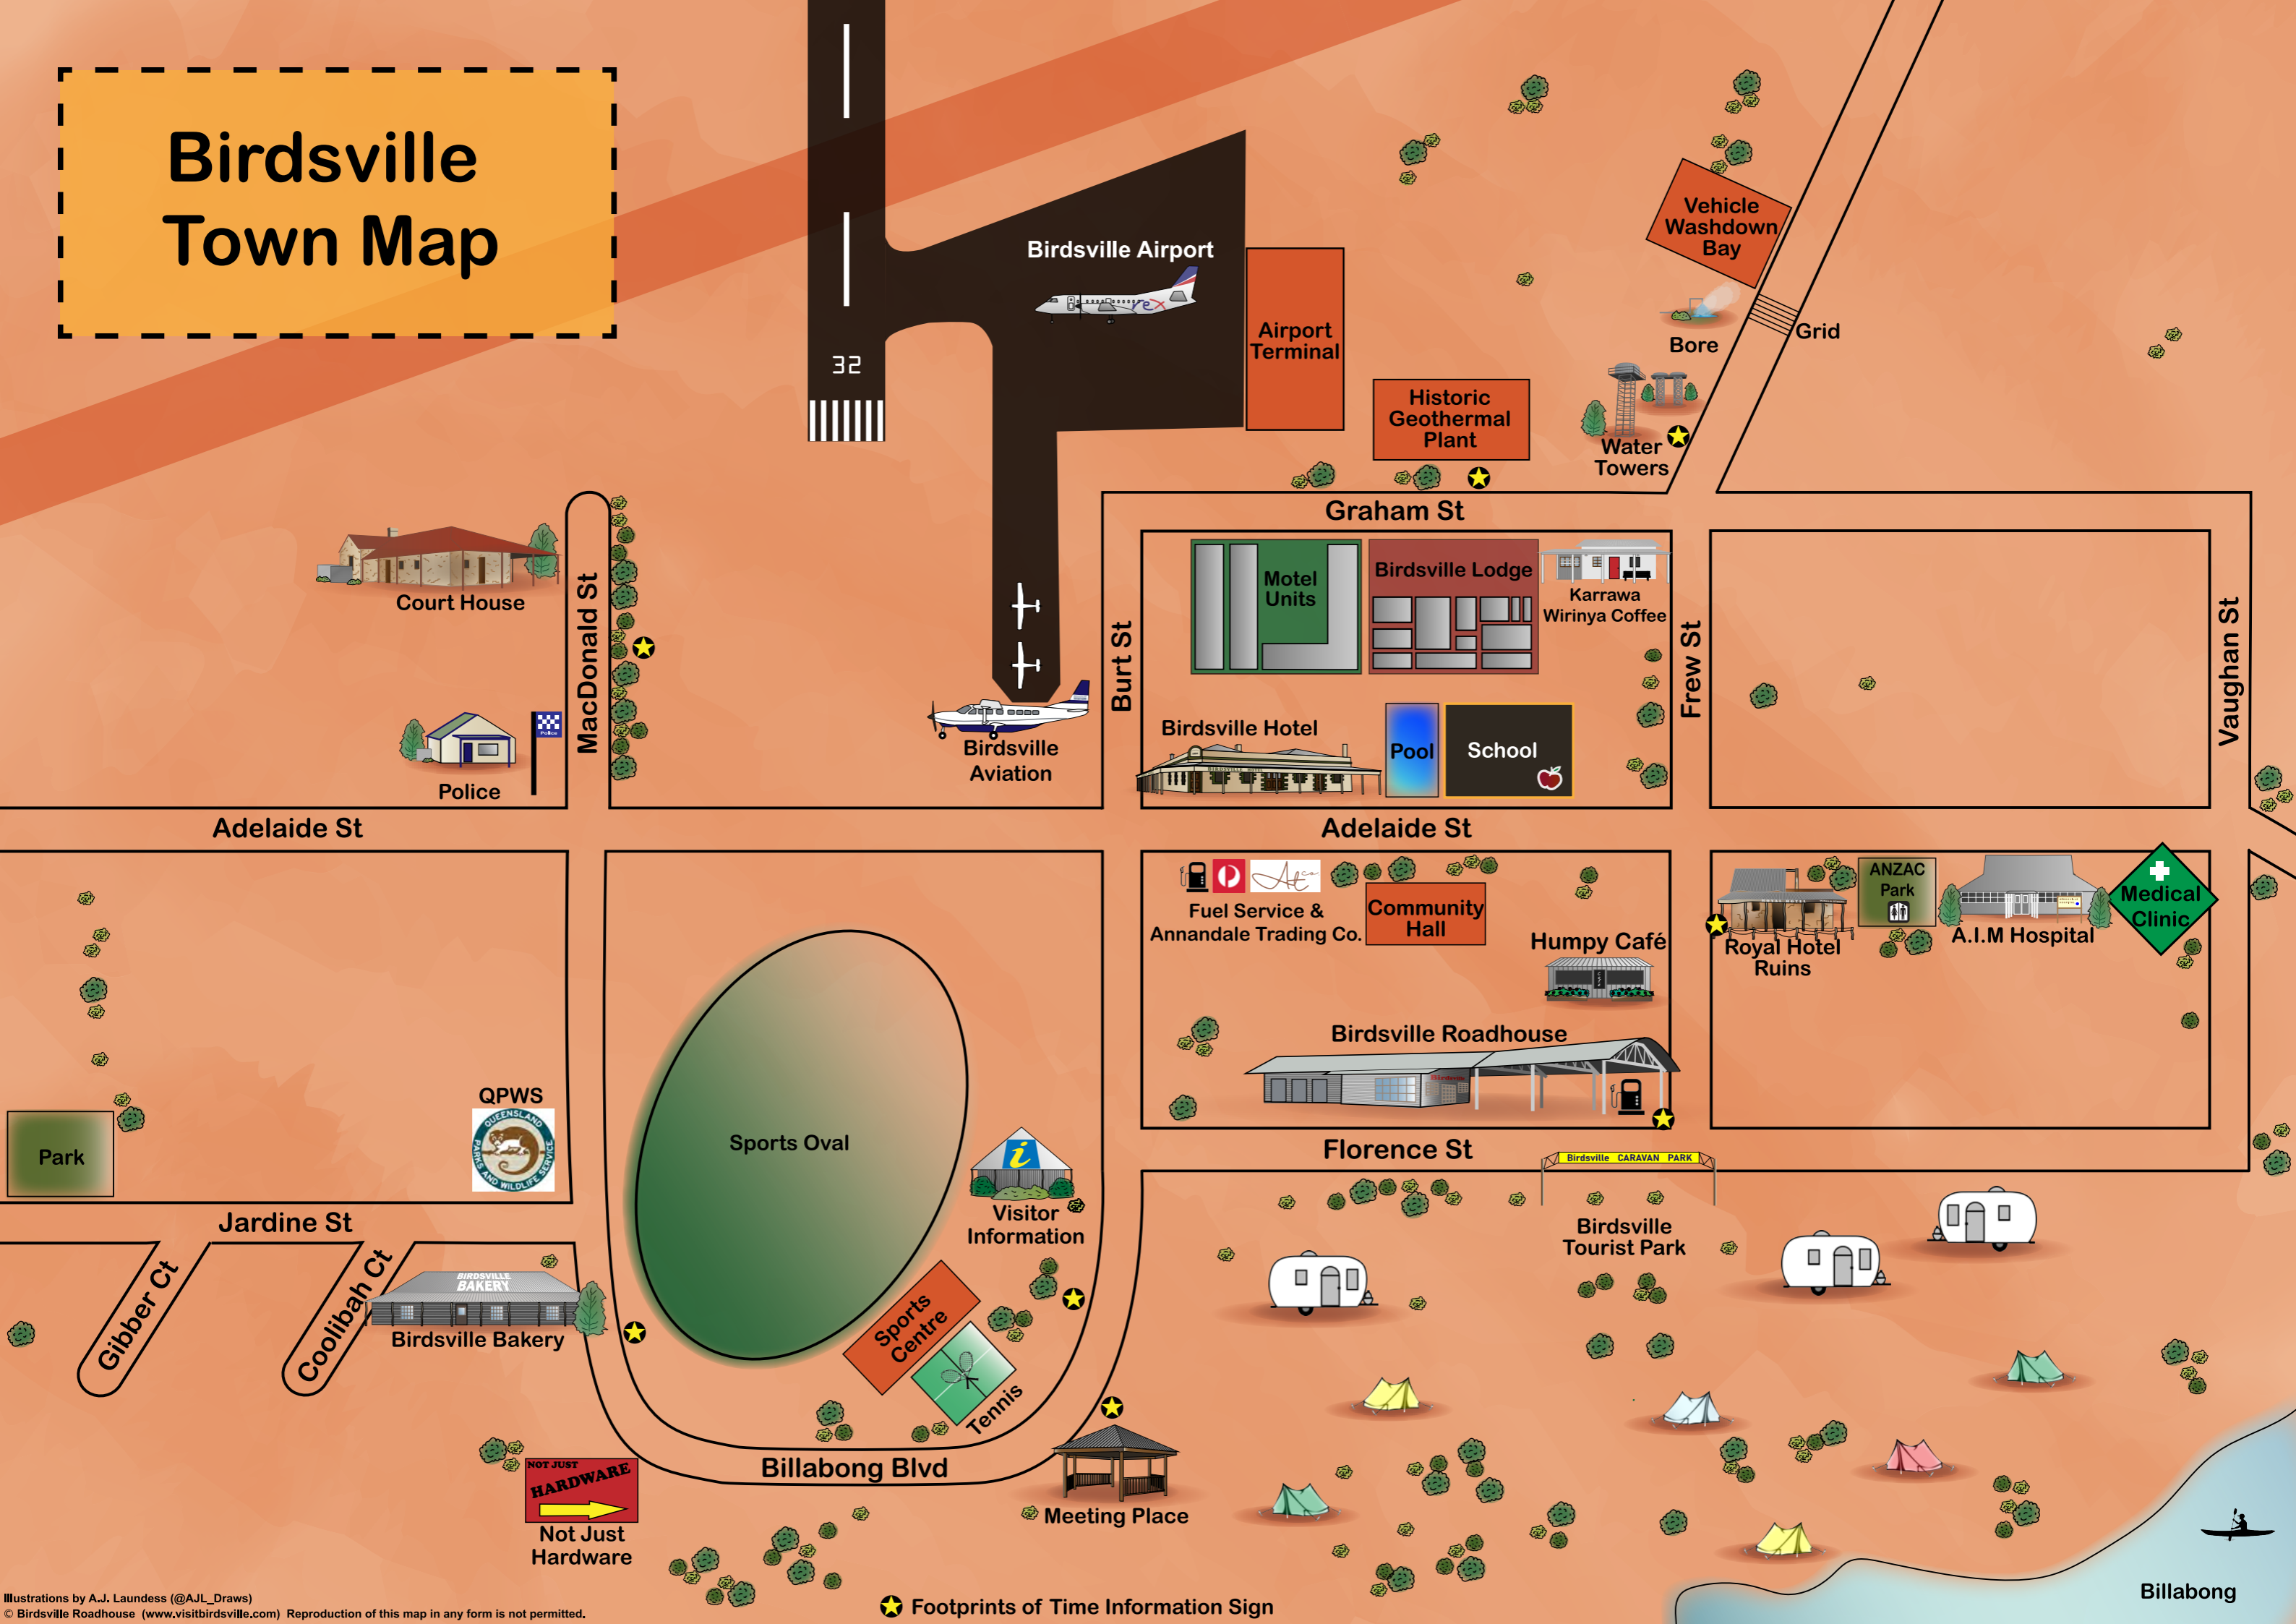 Birdsville
Town Map
Birdsville Airport
32
Airport
Terminal
Historic
Geothermal
Plant
Vehicle
Washdown
Bay
Bore
Grid
Water
Towers
Graham St
Court House
MacDonald St
Police
Police
Birdsville
Aviation
Burt St
Motel
Units
Birdsville Lodge
Karrawa
Wirinya Coffee
Birdsville Hotel
Pool
School
Frew St
Vaughan St
Adelaide St
Adelaide St
Fuel Service &
Annandale Trading Co.
Community
Hall
Humpy Café
Birdsville Roadhouse
Royal Hotel
Ruins
ANZAC
Park
A.I.M Hospital
Medical
Clinic
Park
QPWS
QUEENSLAND
PARKS AND WILDLIFE SERVICE
Sports Oval
Visitor
Information
Florence St
Birdsville CARAVAN PARK
Birdsville
Tourist Park
Jardine St
Gibber Ct
Coolibah Ct
BIRDSVILLE
BAKERY
Birdsville Bakery
Sports
Centre
Tennis
Billabong Blvd
NOT JUST
HARDWARE
Not Just
Hardware
Meeting Place
Billabong
Footprints of Time Information Sign
Illustrations by A.J. Laundess (@AJL_Draws)
© Birdsville Roadhouse (www.visitbirdsville.com) Reproduction of this map in any form is not permitted.